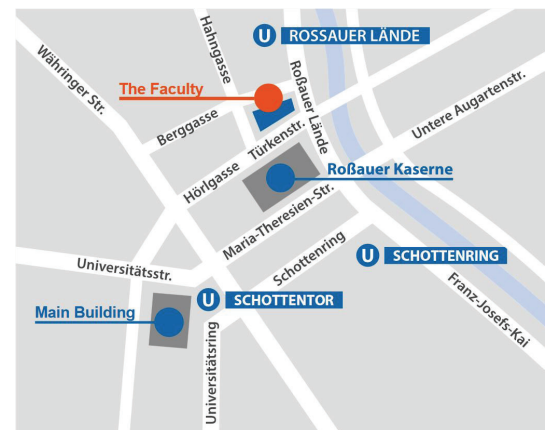 Währinger Str.
Hahngasse
U ROSSAUER LÄNDE
The Faculty
Roßauer Lände
Berggasse
Türkenstr.
Untere Augartenstr.
Hörlgasse
Roßauer Kaserne
Maria-Theresien-Str.
Schottenring
Universitätsstr.
U SCHOTTENRING
U SCHOTTENTOR
Main Building
Franz-Josefs-Kai
Universitätsring